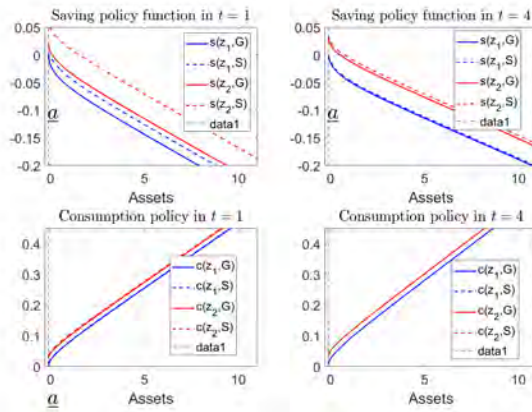 Saving policy function in t = 1
0.05
0
-0.05
-0.1
-0.15
-0.2
s(z₁,G)
s(z₁,S)
s(z₂,G)
s(z₂,S)
data1
a
0
5
10
Assets
Saving policy function in t = 4
0.05
0
-0.05
-0.1
-0.15
-0.2
s(z₁,G)
s(z₁,S)
s(z₂,G)
s(z₂,S)
data1
a
0
5
10
Assets
Consumption policy in t = 1
0.4
0.3
0.2
0.1
0
c(z₁,G)
c(z₁,S)
c(z₂,G)
c(z₂,S)
data1
a
0
5
10
Assets
Consumption policy in t = 4
0.4
0.3
0.2
0.1
0
c(z₁,G)
c(z₁,S)
c(z₂,G)
c(z₂,S)
data1
0
5
10
Assets